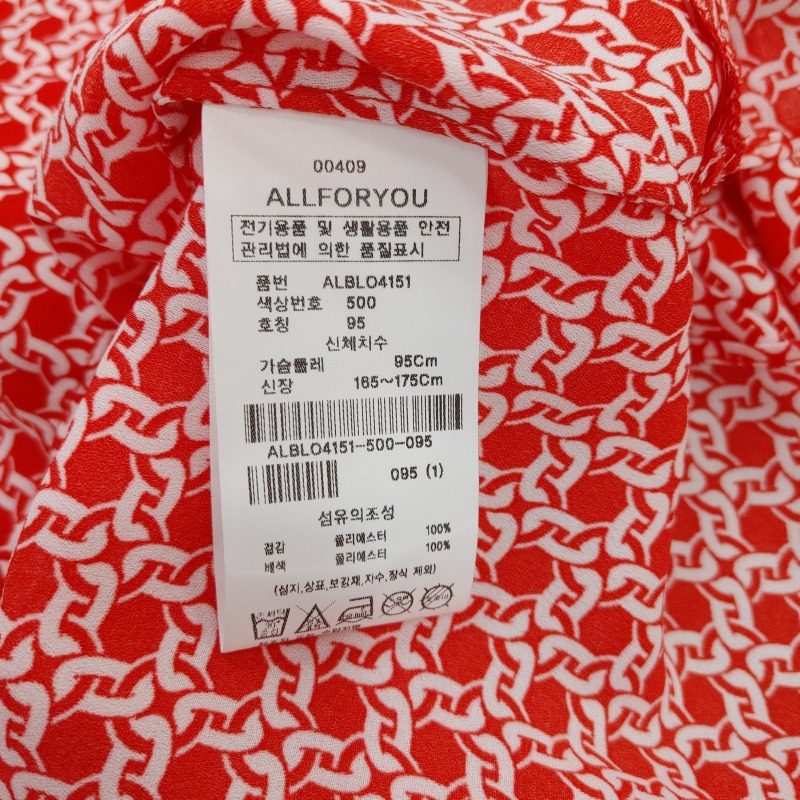 00409
ALLFORYOU
전기용품 및 생활용품 안전
관리법에 의한 품질표시
품번 ALBLO4151
색상번호 500
호칭 95
신체치수
가슴둘레 95Cm
신장 165~175Cm
ALBLO4151-500-095
095 (1)
섬유의조성
겉감 폴리에스터 100%
배색 폴리에스터 100%
(심지,상표,보강재,자수,장식 제외)